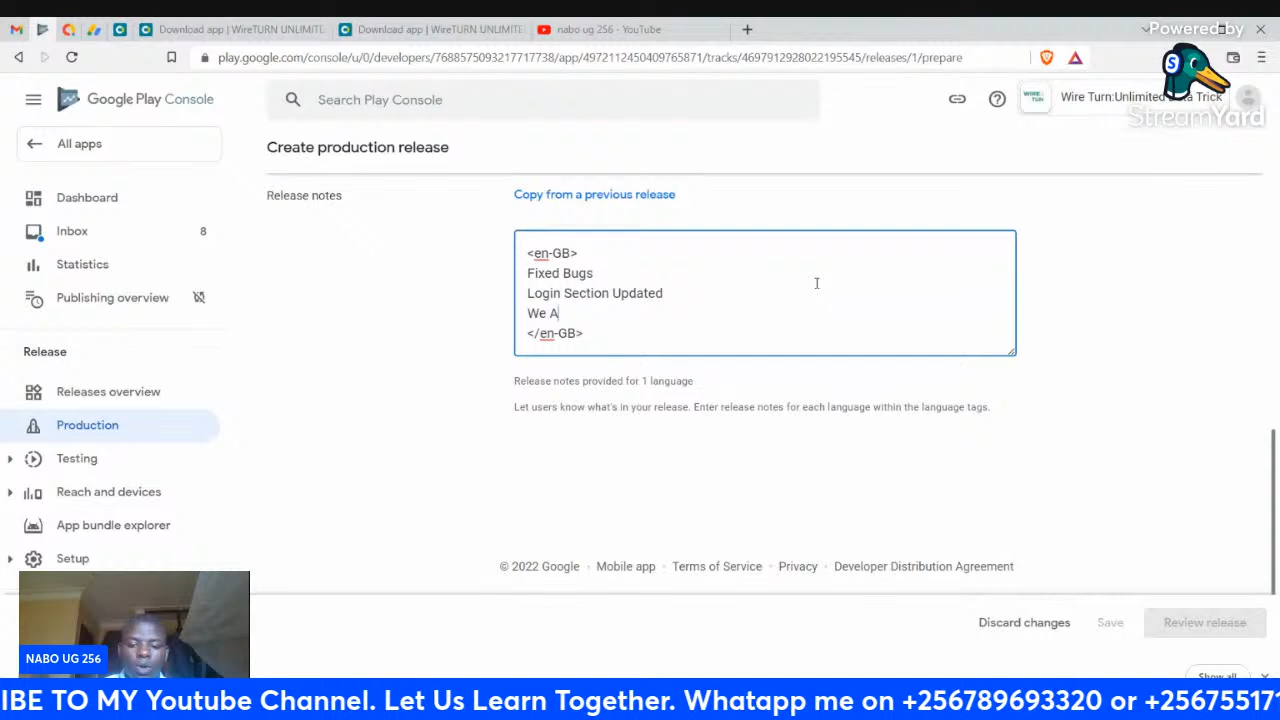 Powered by
StreamYard
Download app | WireTURN UNLIMITE
Download app | WireTURN UNLIMITE
nabo ug 256 - YouTube
play.google.com/console/u/0/developers/7688575093217717738/app/4972112450409765871/tracks/4697912928022195545/releases/1/prepare
Google Play Console
Search Play Console
Wire Turn:Unlimited Data Trick
All apps
Create production release
Dashboard
Inbox 8
Statistics
Publishing overview
Release
Releases overview
Production
Testing
Reach and devices
App bundle explorer
Setup
Release notes
Copy from a previous release
<en-GB>
Fixed Bugs
Login Section Updated
We A
</en-GB>
Release notes provided for 1 language
Let users know what's in your release. Enter release notes for each language within the language tags.
© 2022 Google • Mobile app • Terms of Service • Privacy • Developer Distribution Agreement
Discard changes Save Review release
Show all
NABO UG 256
IBE TO MY Youtube Channel. Let Us Learn Together. Whatapp me on +256789693320 or +25675517